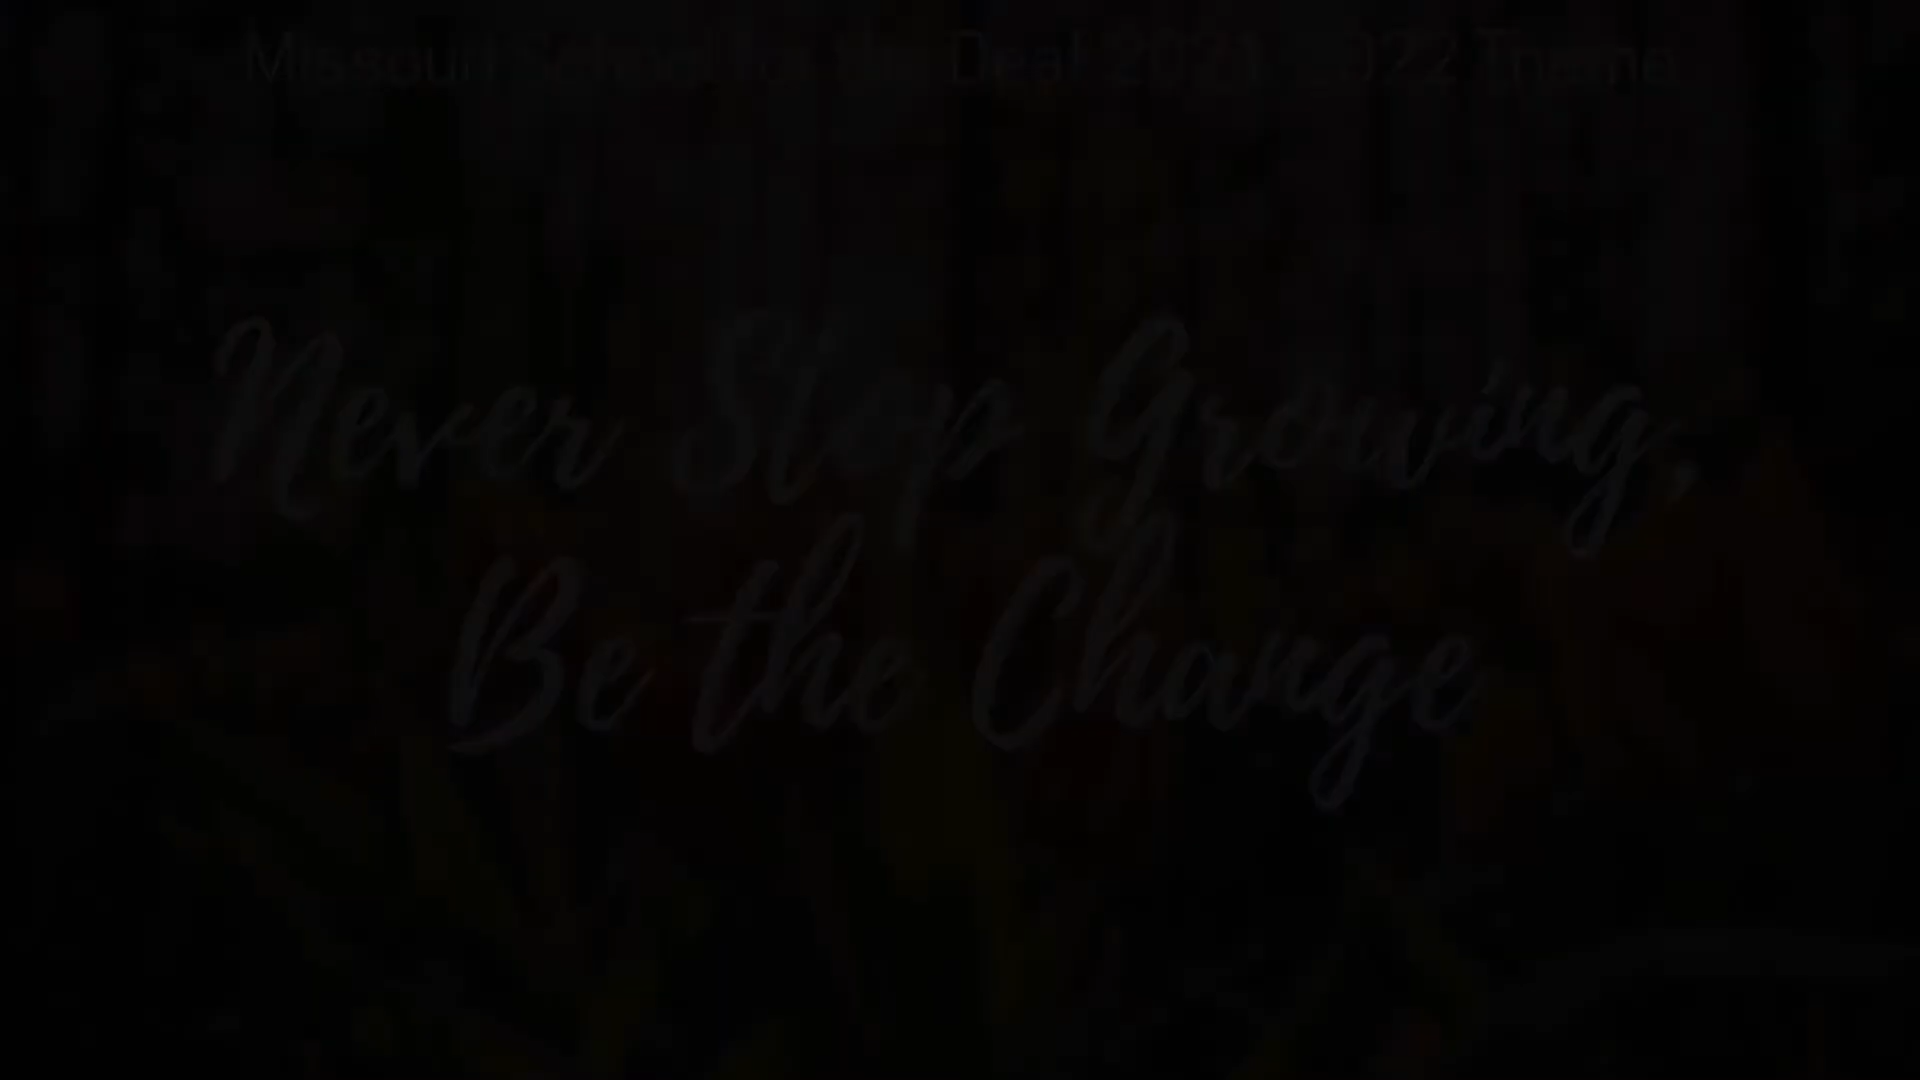 Missouri School for the Deaf 2021-2022 Theme
Never Stop Growing,
Be the Change